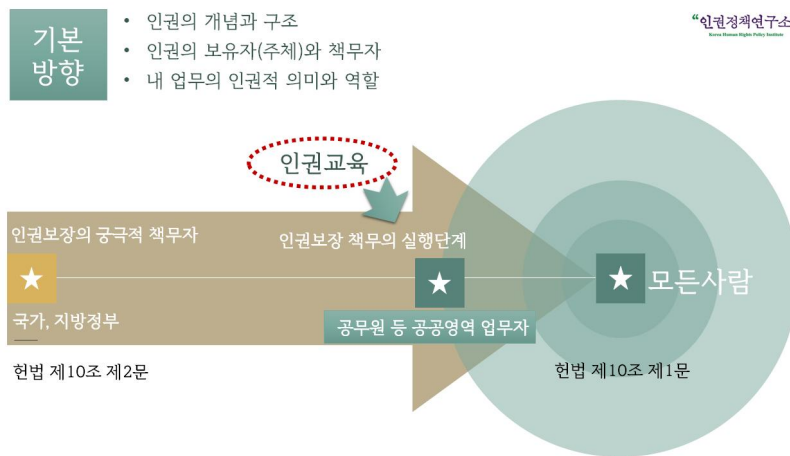 기본
방향
• 인권의 개념과 구조
• 인권의 보유자(주체)와 책무자
• 내 업무의 인권적 의미와 역할
“인권정책연구소
Korea Human Rights Policy Institute
인권교육
인권보장의 궁극적 책무자
인권보장 책무의 실행단계
모든사람
국가, 지방정부
공무원 등 공공영역 업무자
헌법 제10조 제2문
헌법 제10조 제1문